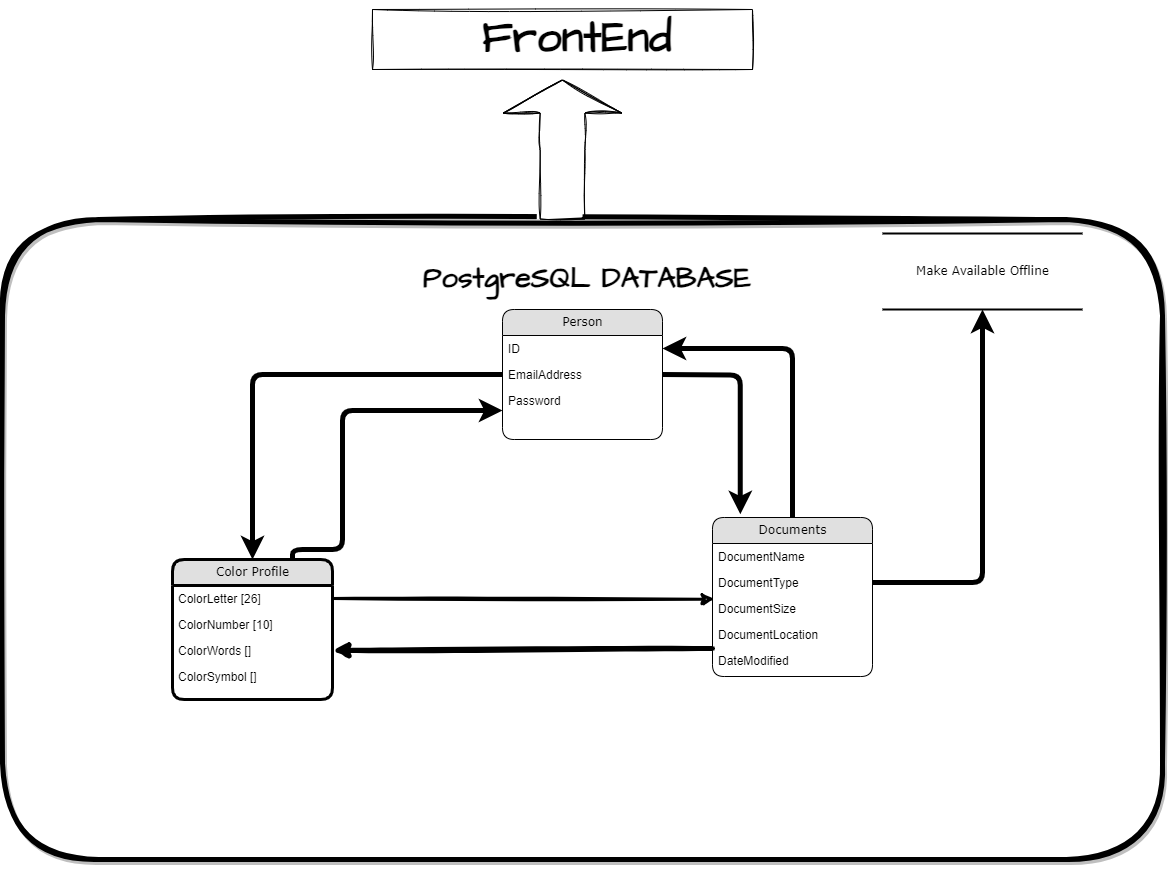 FrontEnd
Make Available Offline
PostgreSQL DATABASE
Person
ID
EmailAddress
Password
Documents
DocumentName
DocumentType
DocumentSize
DocumentLocation
DateModified
Color Profile
ColorLetter [26]
ColorNumber [10]
ColorWords []
ColorSymbol []